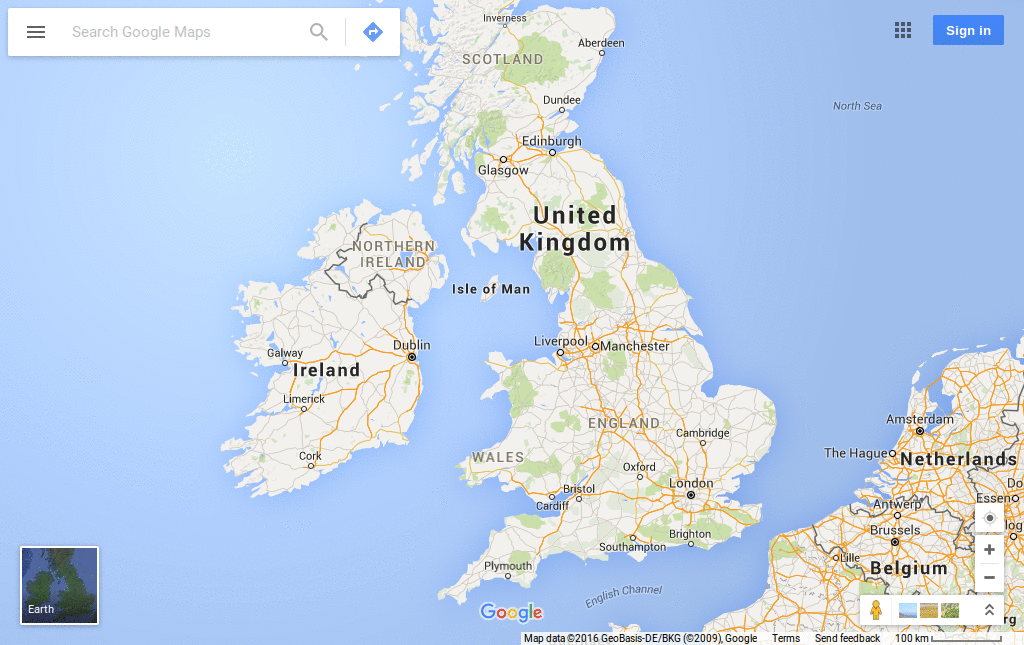 Search Google Maps
Sign in
Inverness
Aberdeen
SCOTLAND
Dundee
North Sea
Edinburgh
Glasgow
United
Kingdom
NORTHERN
IRELAND
Isle of Man
Dublin
Liverpool
Manchester
Galway
Ireland
Limerick
Amsterdam
ENGLAND
Cambridge
The Hague
Netherlands
Cork
WALES
Oxford
London
Bristol
Cardiff
Essen
Antwerp
Brussels
Brighton
Southampton
Lille
Belgium
Plymouth
English Channel
Earth
Google
Map data ©2016 GeoBasis-DE/BKG (©2009), Google
Terms
Send feedback
100 km